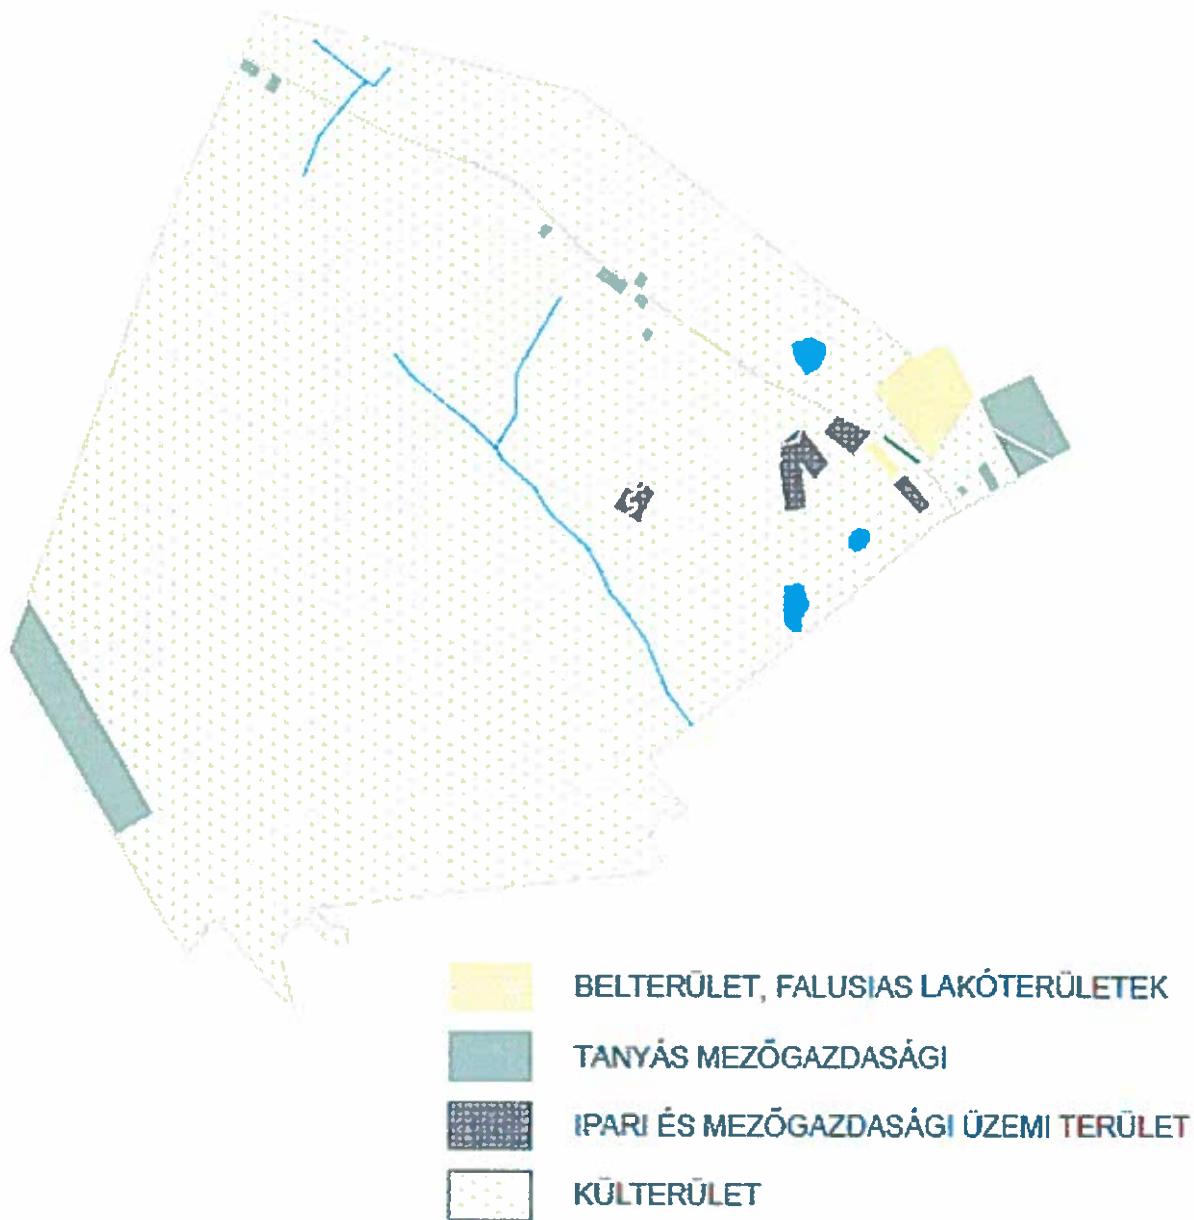 BELTERÜLET, FALUSIAS LAKÓTERÜLETEK
TANYÁS MEZŐGAZDASÁGI
IPARI ÉS MEZŐGAZDASÁGI ÜZEMI TERÜLET
KÜLTERÜLET